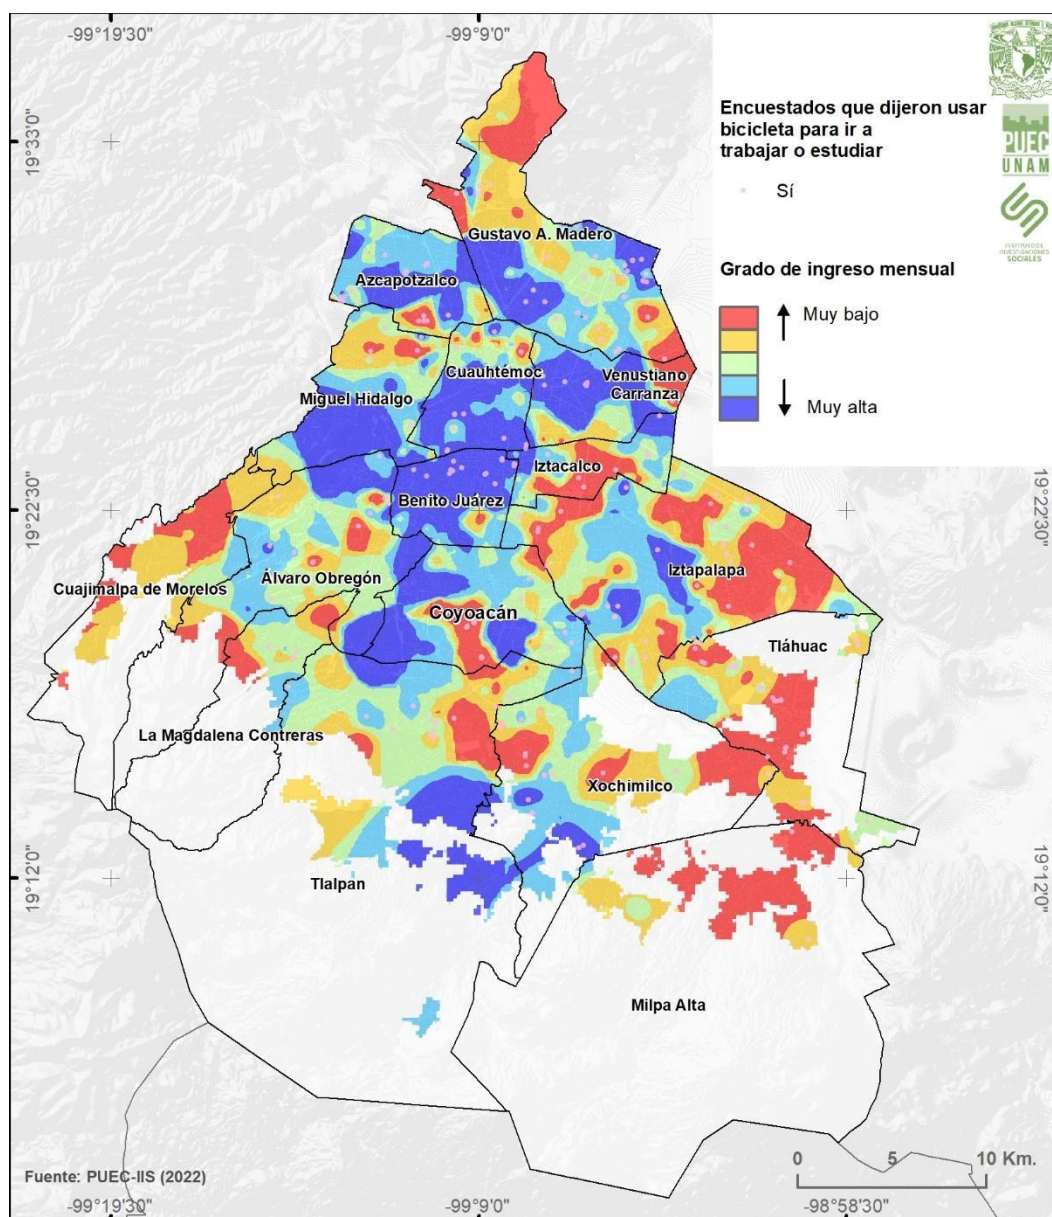 -99°19'30"
-99°9'0"
Encuestados que dijeron usar
bicicleta para ir a
trabajar o estudiar
Sí
PUEC
UNAM
INSTITUTO DE
INVESTIGACIONES
SOCIALES
Grado de ingreso mensual
Muy bajo
Muy alta
19°33'0"
Gustavo A. Madero
Azcapotzalco
Cuauhtémoc
Venustiano
Carranza
Miguel Hidalgo
Iztacalco
Benito Juárez
19°22'30"
19°22'30"
Iztapalapa
Álvaro Obregón
Cuajimalpa de Morelos
Coyoacán
Tláhuac
La Magdalena Contreras
Xochimilco
19°12'0"
19°12'0"
Tlalpan
Milpa Alta
Fuente: PUEC-IIS (2022)
0 5 10 Km.
-99°19'30"
-99°9'0"
-98°58'30"